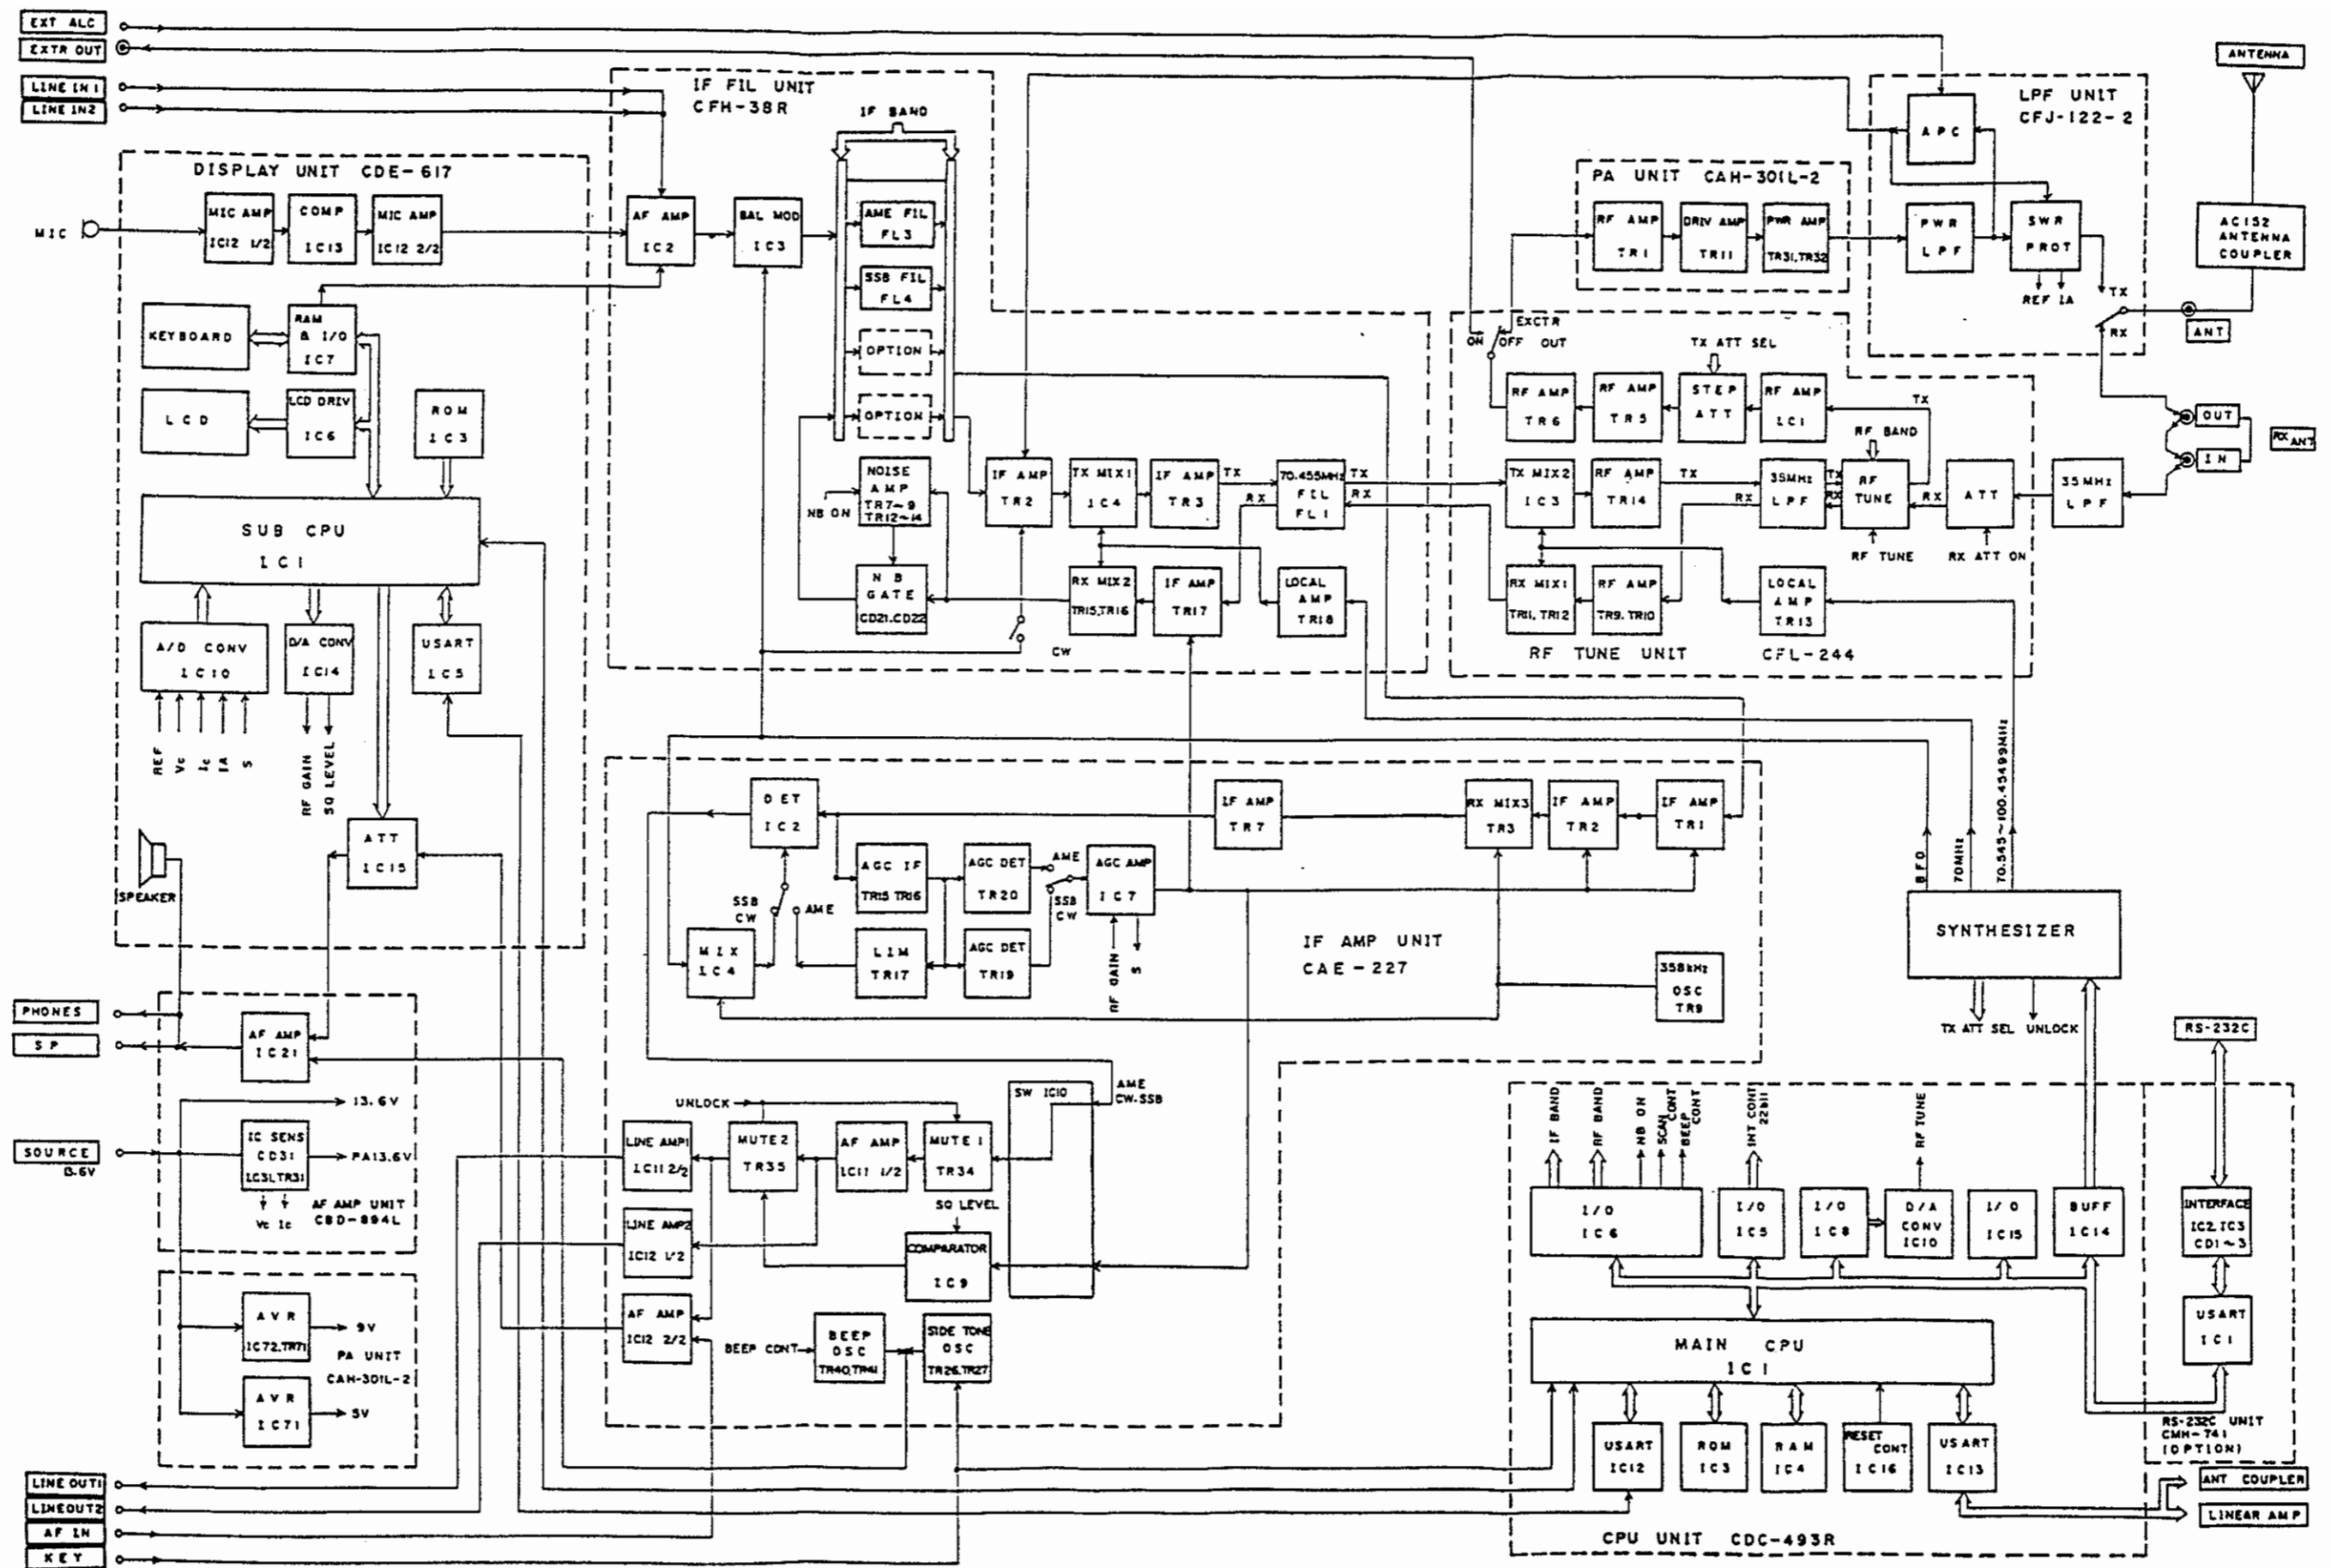 EXT ALC
EXTR OUT
LINE IN 1
LINE IN2
ANTENNA
IF FIL UNIT
CFH-38R
IF BAND
LPF UNIT
CFJ-122-2
APC
DISPLAY UNIT CDE-617
PA UNIT CAH-301L-2
MIC
MIC AMP
IC12 1/2
COMP
IC13
MIC AMP
IC12 2/2
AF AMP
IC2
BAL MOD
IC3
AME FIL
FL3
SSB FIL
FL4
OPTION
OPTION
RF AMP
TR1
DRIV AMP
TR11
PWR AMP
TR31,TR32
PWR
LPF
SWR
PROT
REF IA
TX
RX
AC152
ANTENNA
COUPLER
ANT
KEYBOARD
RAM
& I/O
IC7
LCD
LCD DRIV
IC6
ROM
IC3
EXCTR
ON OFF OUT
TX ATT SEL
RF AMP
TR6
RF AMP
TR5
STEP
ATT
RF AMP
IC1
TX
RF BAND
OUT
IN
RX ANT
NOISE
AMP
TR7~9
TR12~14
NB ON
IF AMP
TR2
TX MIX1
IC4
IF AMP
TR3
TX
RX
70.455MHz
FIL
FL1
TX
RX
TX MIX2
IC3
RF AMP
TR14
TX
RX
35MHz
LPF
TX
RX
RF
TUNE
RX
ATT
35MHz
LPF
RF TUNE
RX ATT ON
SUB CPU
IC1
NB
GATE
CD21,CD22
RX MIX2
TR15,TR16
IF AMP
TR17
LOCAL
AMP
TR18
RX MIX1
TR11,TR12
RF AMP
TR9,TR10
LOCAL
AMP
TR13
CW
RF TUNE UNIT CFL-244
A/D CONV
IC10
D/A CONV
IC14
USART
IC5
REF
Vc
Ic
IA
S
RF GAIN
SQ LEVEL
ATT
IC15
SPEAKER
DET
IC2
IF AMP
TR7
RX MIX3
TR3
IF AMP
TR2
IF AMP
TR1
BFO
70MHz
70.545~100.45499MHz
AGC IF
TR15 TR16
AGC DET
TR20
AME
SSB
CW
AGC AMP
IC7
SSB
CW
AME
MIX
IC4
LIM
TR17
AGC DET
TR19
RF GAIN
S
IF AMP UNIT
CAE-227
358kHz
OSC
TR9
SYNTHESIZER
TX ATT SEL UNLOCK
RS-232C
PHONES
SP
AF AMP
IC21
13.6V
SOURCE
13.6V
IC SENS
CD31
IC31,TR31
PA13.6V
Vc Ic
AF AMP UNIT
CBD-894L
UNLOCK
SW IC10
AME
CW.SSB
LINE AMP1
IC11 2/2
MUTE2
TR35
AF AMP
IC11 1/2
MUTE 1
TR34
SQ LEVEL
LINE AMP2
IC12 1/2
COMPARATOR
IC9
AF AMP
IC12 2/2
BEEP CONT
BEEP
OSC
TR40,TR41
SIDE TONE
OSC
TR26,TR27
AVR
IC72,TR71
9V
PA UNIT
CAH-301L-2
AVR
IC71
5V
IF BAND
RF BAND
NB ON
SCAN CONT
BEEP CONT
INT CONT
RF TUNE
I/O
IC6
I/O
IC5
I/O
IC8
D/A
CONV
IC10
I/O
IC15
BUFF
IC14
INTERFACE
IC2,IC3
CD1~3
USART
IC1
MAIN CPU
IC1
USART
IC12
ROM
IC3
RAM
IC4
RESET
CONT
IC16
USART
IC13
RS-232C UNIT
CMH-741
(OPTION)
ANT COUPLER
LINEAR AMP
LINE OUT1
LINEOUT2
AF IN
KEY
CPU UNIT CDC-493R